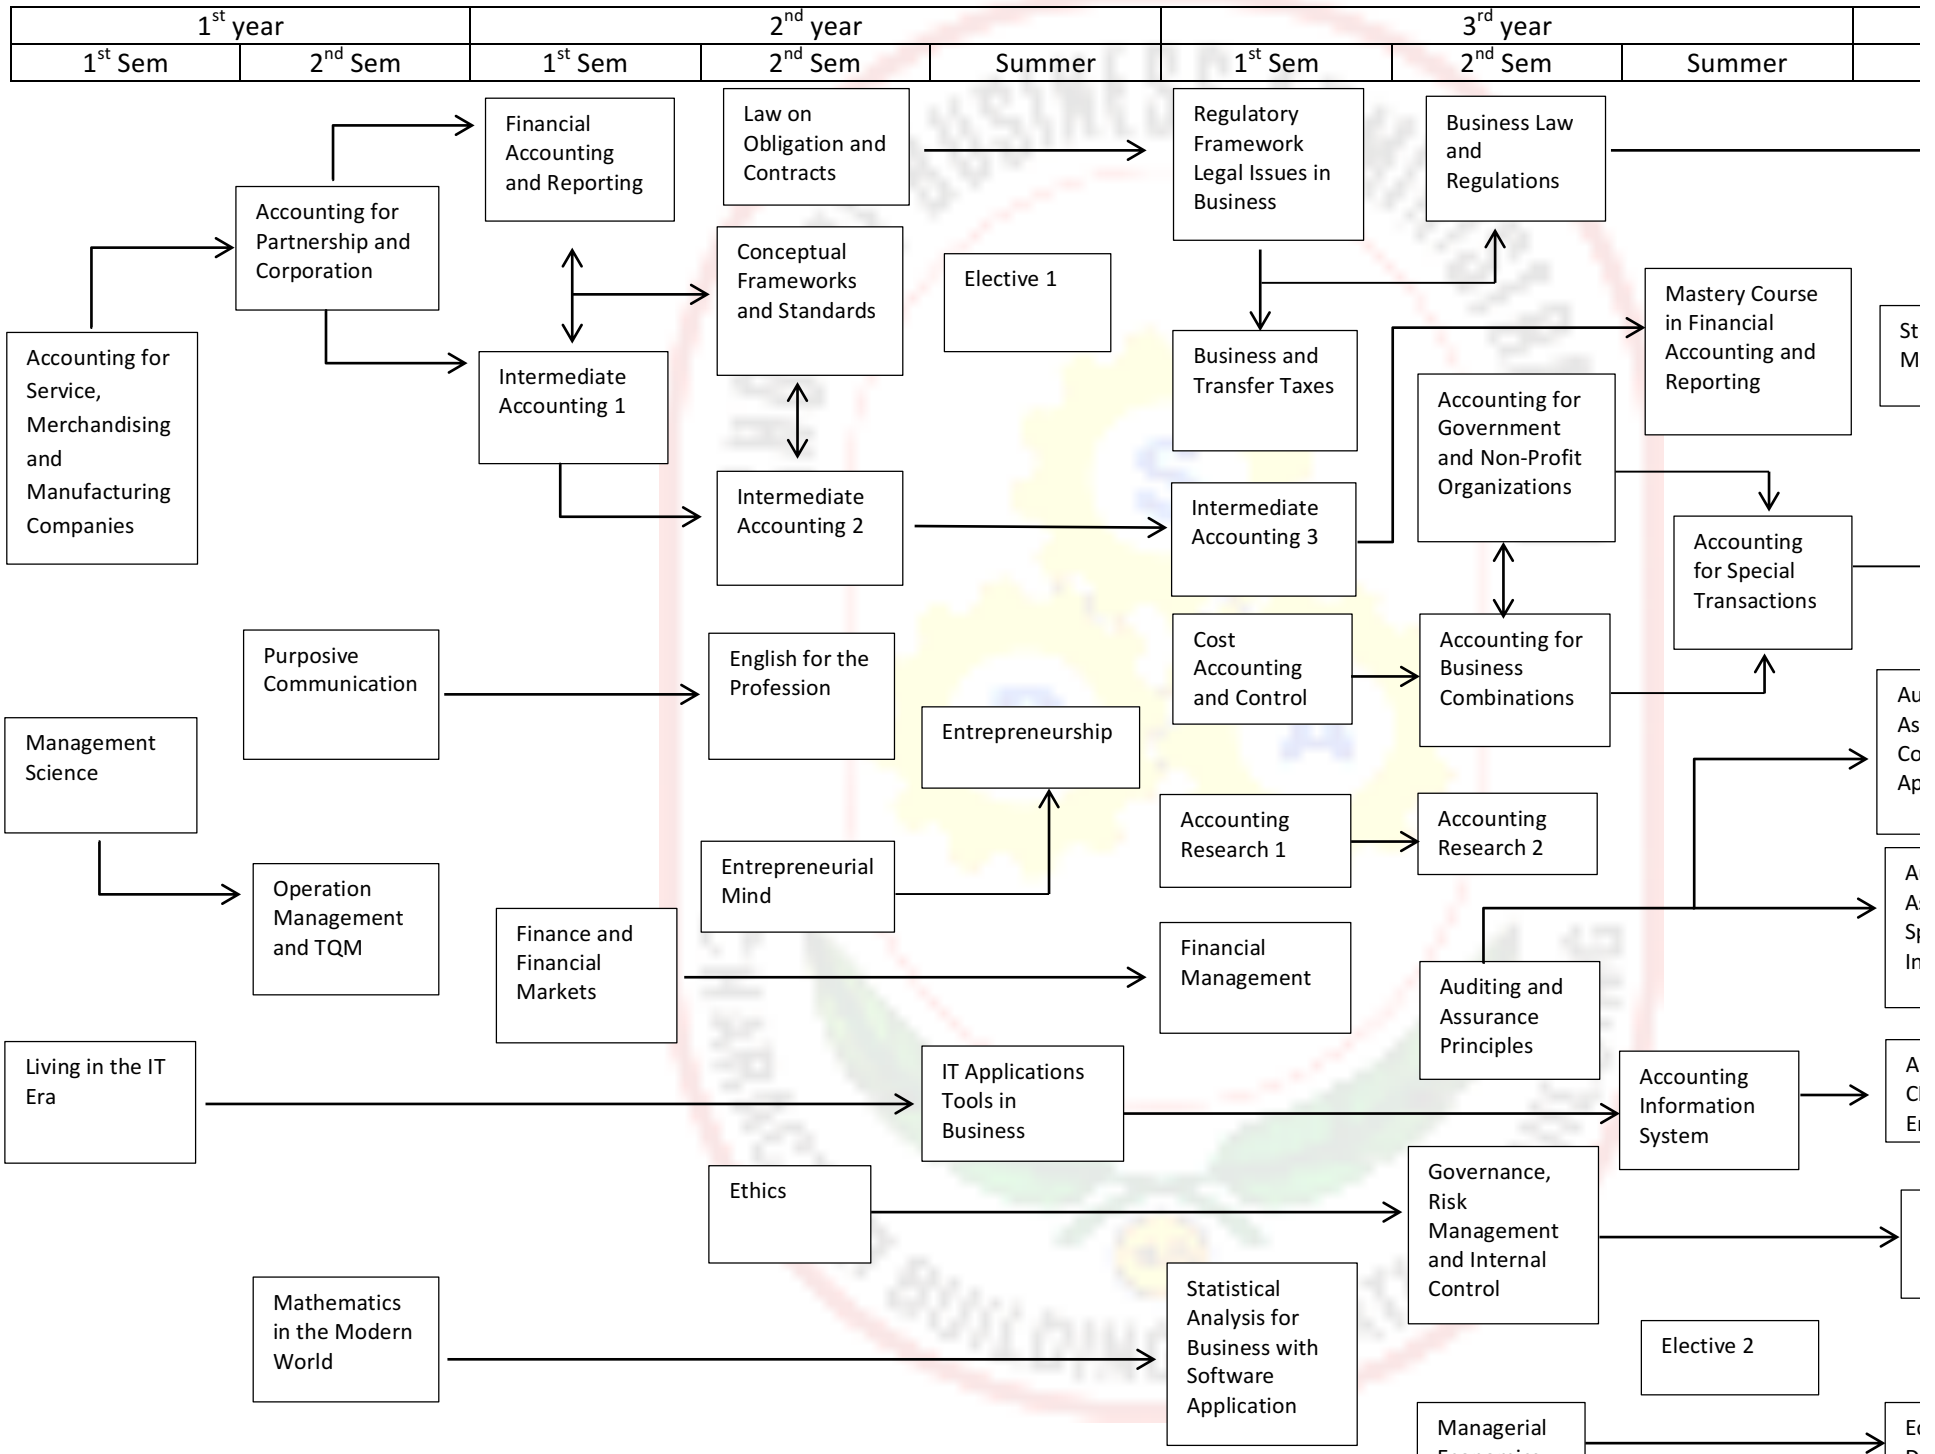 1st year
2nd year
3rd year
1st Sem
2nd Sem
1st Sem
2nd Sem
Summer
1st Sem
2nd Sem
Summer
Accounting for
Service,
Merchandising
and
Manufacturing
Companies
Management
Science
Living in the IT
Era
Accounting for
Partnership and
Corporation
Purposive
Communication
Operation
Management
and TQM
Mathematics
in the Modern
World
Financial
Accounting
and Reporting
Intermediate
Accounting 1
Finance and
Financial
Markets
Law on
Obligation and
Contracts
Conceptual
Frameworks
and Standards
Intermediate
Accounting 2
English for the
Profession
Entrepreneurial
Mind
Ethics
Elective 1
Entrepreneurship
IT Applications
Tools in
Business
Regulatory
Framework
Legal Issues in
Business
Business and
Transfer Taxes
Intermediate
Accounting 3
Cost
Accounting
and Control
Accounting
Research 1
Financial
Management
Statistical
Analysis for
Business with
Software
Application
Business Law
and
Regulations
Accounting for
Government
and Non-Profit
Organizations
Accounting for
Business
Combinations
Accounting
Research 2
Auditing and
Assurance
Principles
Governance,
Risk
Management
and Internal
Control
Managerial
Mastery Course
in Financial
Accounting and
Reporting
Accounting
for Special
Transactions
Accounting
Information
System
Elective 2